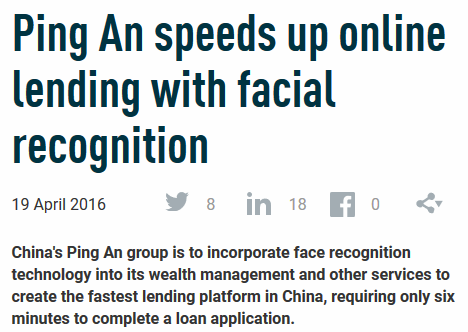 Ping An speeds up online
lending with facial
recognition
19 April 2016 8 in 18 f 0
China's Ping An group is to incorporate face recognition
technology into its wealth management and other services to
create the fastest lending platform in China, requiring only six
minutes to complete a loan application.